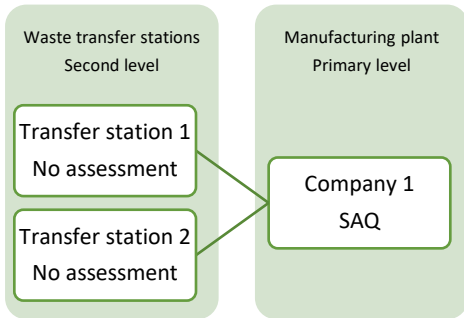 Waste transfer stations
Second level
Transfer station 1
No assessment
Transfer station 2
No assessment
Manufacturing plant
Primary level
Company 1
SAQ